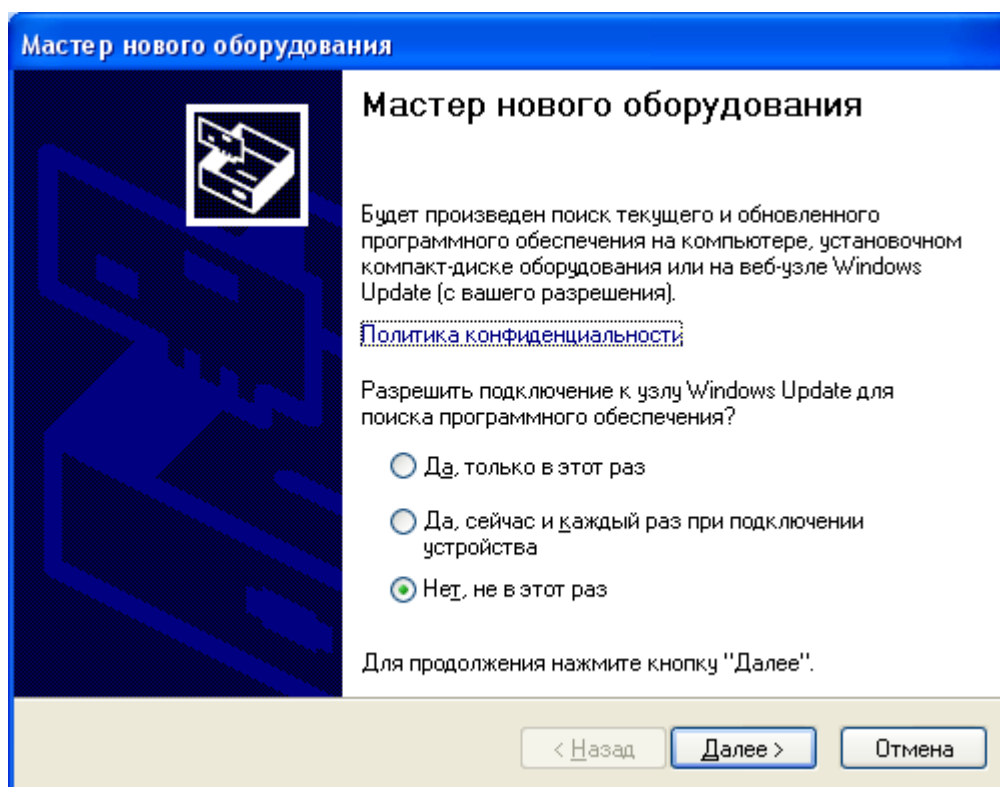 Мастер нового оборудования
Мастер нового оборудования
Будет произведен поиск текущего и обновленного
программного обеспечения на компьютере, установочном
компакт-диске оборудования или на веб-узле Windows
Update (с вашего разрешения).
Политика конфиденциальности
Разрешить подключение к узлу Windows Update для
поиска программного обеспечения?
Да, только в этот раз
Да, сейчас и каждый раз при подключении
устройства
Нет, не в этот раз
Для продолжения нажмите кнопку "Далее".
< Назад Далее > Отмена